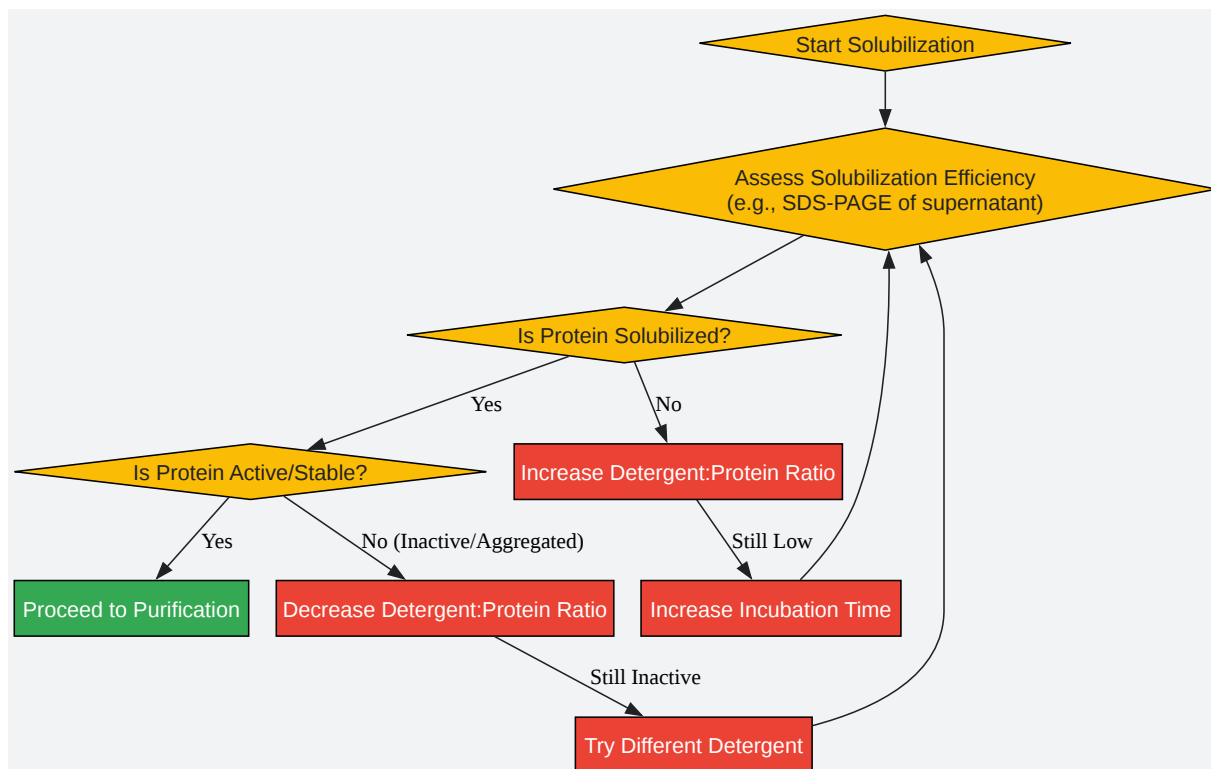 Start Solubilization
Assess Solubilization Efficiency
(e.g., SDS-PAGE of supernatant)
Is Protein Solubilized?
Yes
No
Is Protein Active/Stable?
Increase Detergent:Protein Ratio
Yes
No (Inactive/Aggregated)
Still Low
Proceed to Purification
Decrease Detergent:Protein Ratio
Increase Incubation Time
Still Inactive
Try Different Detergent